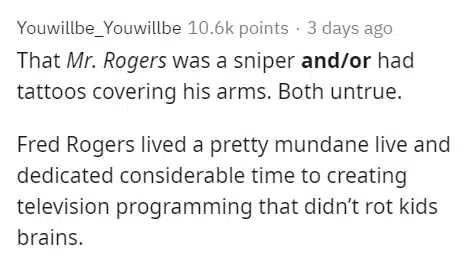 Youwillbe_Youwillbe 10.6k points · 3 days ago
That Mr. Rogers was a sniper and/or had
tattoos covering his arms. Both untrue.
Fred Rogers lived a pretty mundane live and
dedicated considerable time to creating
television programming that didn’t rot kids
brains.